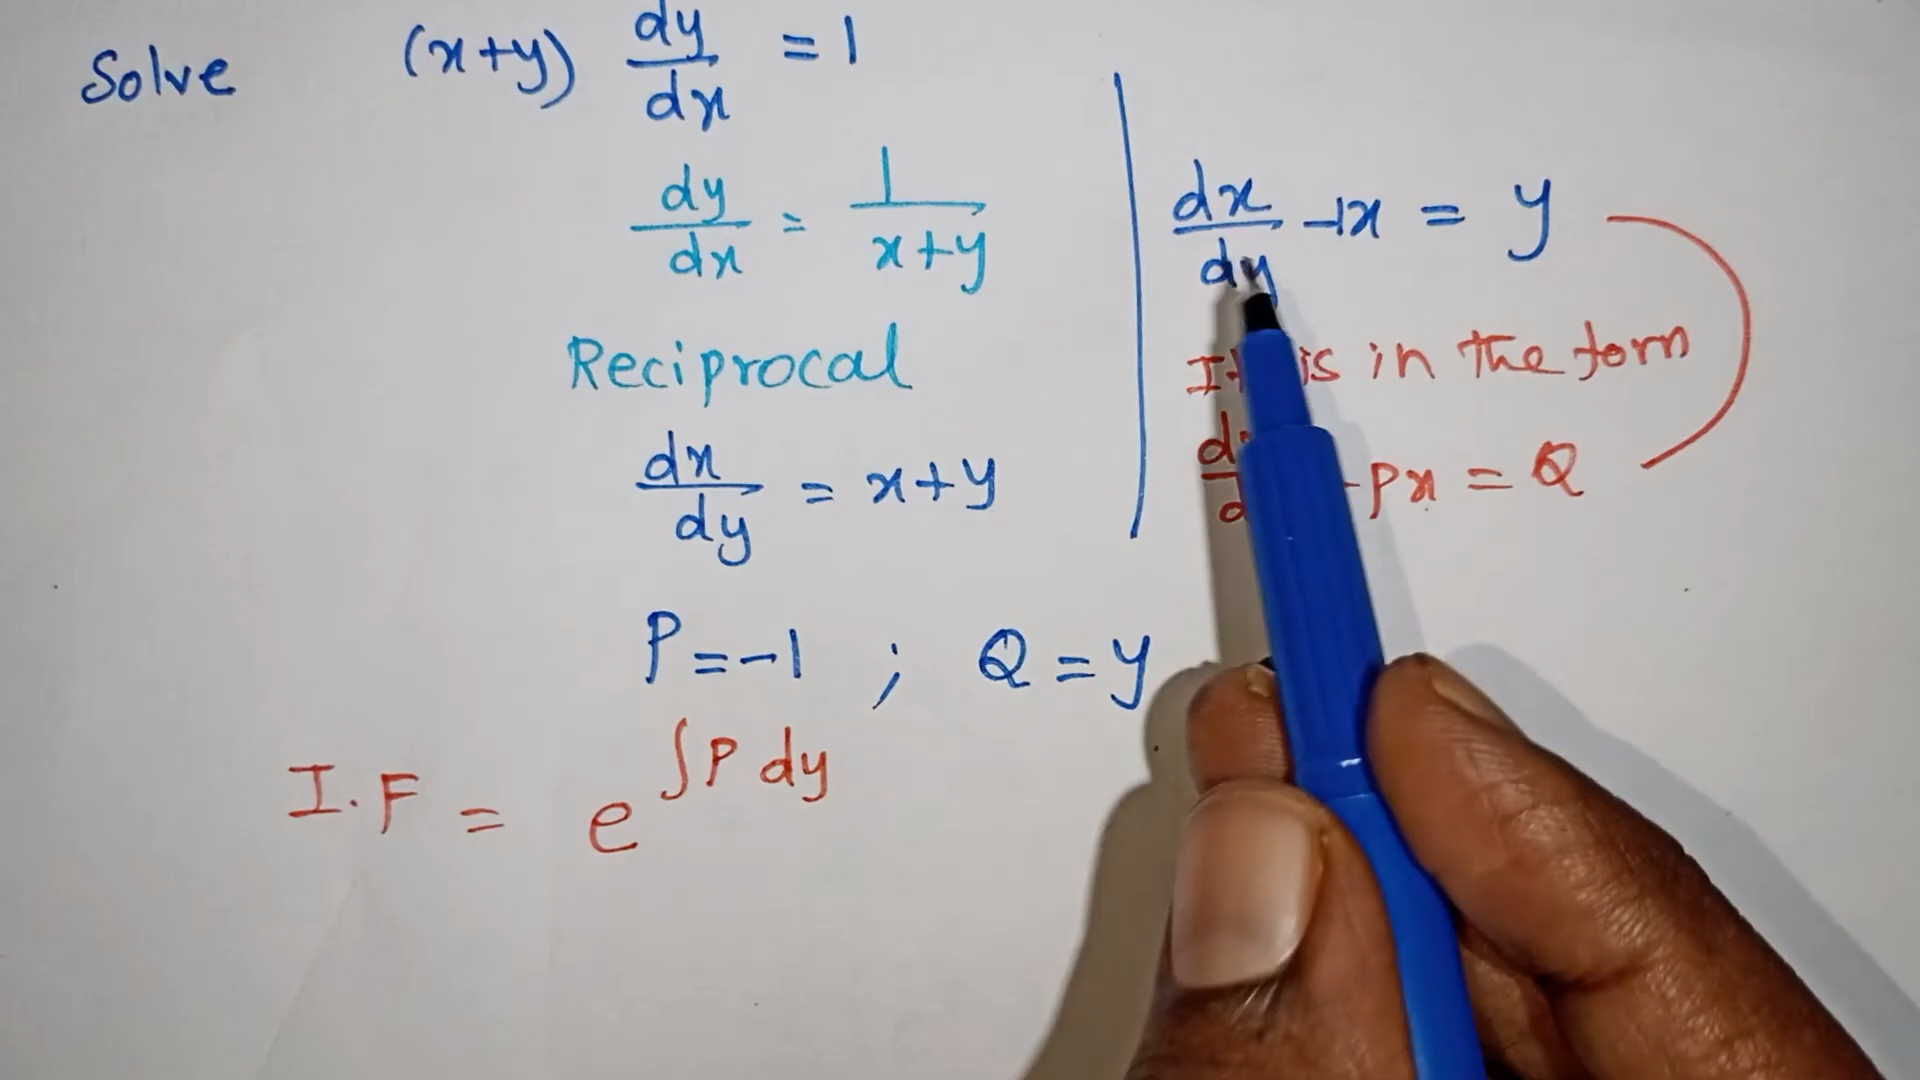 Solve (x+y) dy/dx = 1
dy/dx = 1/x+y
Reciprocal
dx/dy = x+y
dx/dy -1x = y
is in the form
px = Q
P = -1 ; Q = y
I.F = e^∫P dy